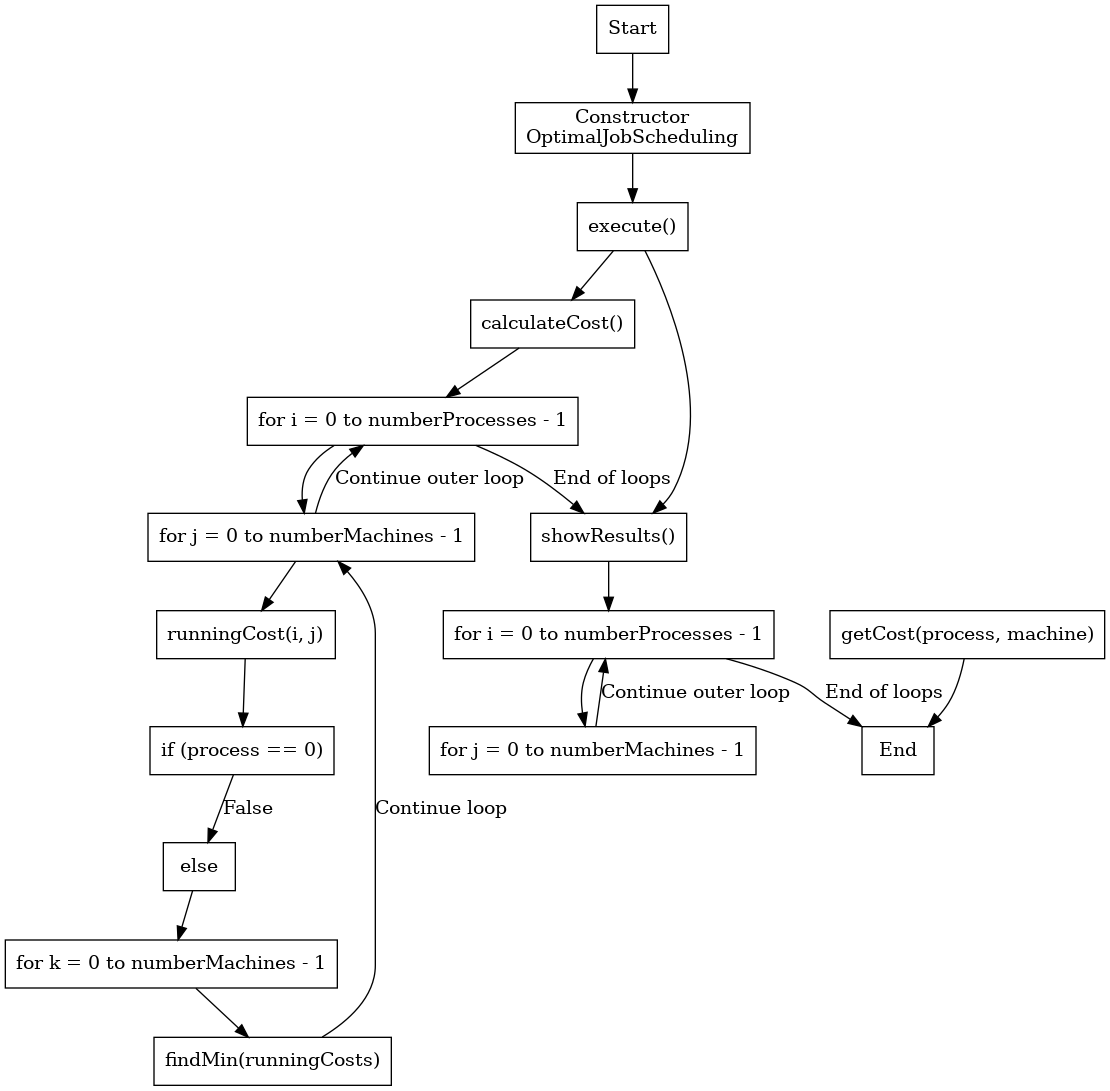 Start
Constructor
OptimalJobScheduling
execute()
calculateCost()
for i = 0 to numberProcesses - 1
Continue outer loop
End of loops
for j = 0 to numberMachines - 1
showResults()
runningCost(i, j)
for i = 0 to numberProcesses - 1
getCost(process, machine)
Continue outer loop
End of loops
if (process == 0)
for j = 0 to numberMachines - 1
End
False
Continue loop
else
for k = 0 to numberMachines - 1
findMin(runningCosts)